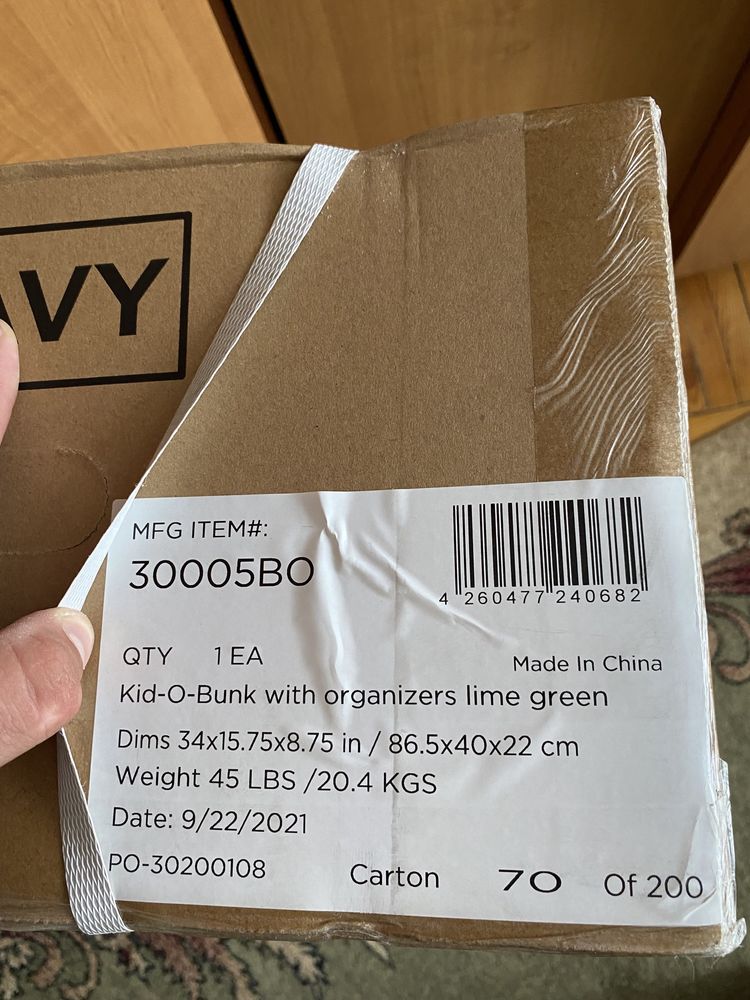 VY
MFG ITEM#:
30005BO
4 260477 240682
QTY 1 EA
Made In China
Kid-O-Bunk with organizers lime green
Dims 34x15.75x8.75 in / 86.5x40x22 cm
Weight 45 LBS /20.4 KGS
Date: 9/22/2021
PO-30200108
Carton 70 Of 200